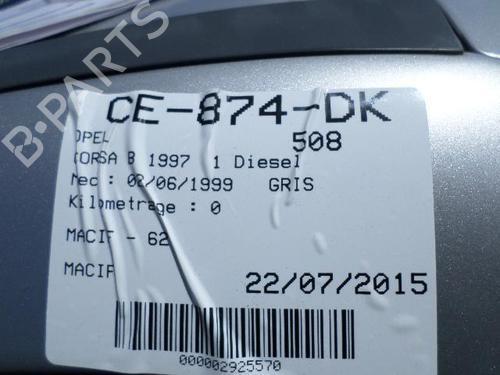 CE-874-DK
OPEL 508
CORSA B 1997 1 Diesel
Mec : 02/06/1999 GRIS
Kilometrage : 0
MACIF - 62
MACIF 22/07/2015
000002925570